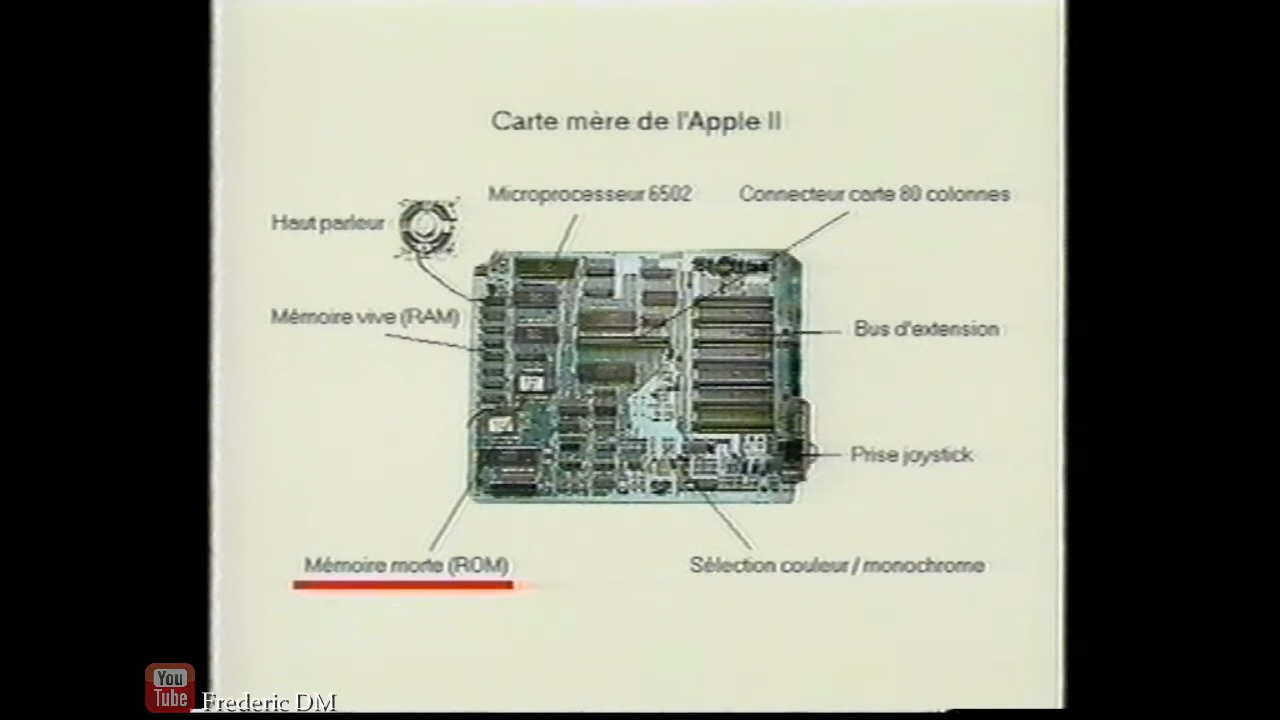 Carte mère de l'Apple II
Microprocesseur 6502
Connecteur carte 80 colonnes
Haut parleur
Mémoire vive (RAM)
Bus d'extension
Prise joystick
Mémoire morte (ROM)
Sélection couleur / monochrome
You
Tube
Frederic DM